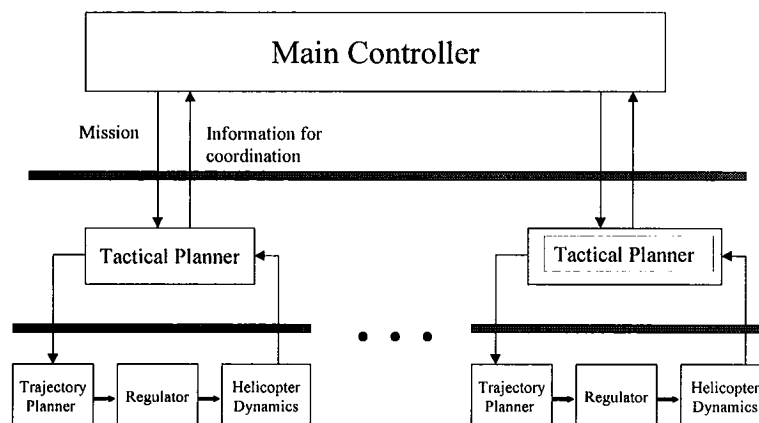 Main Controller
Mission
Information for
coordination
Tactical Planner
Tactical Planner
Trajectory
Planner
Regulator
Helicopter
Dynamics
Trajectory
Planner
Regulator
Helicopter
Dynamics